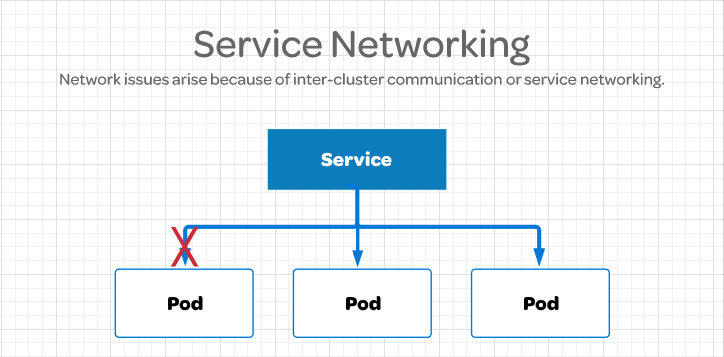 Service Networking
Network issues arise because of inter-cluster communication or service networking.
Service
X
Pod
Pod
Pod